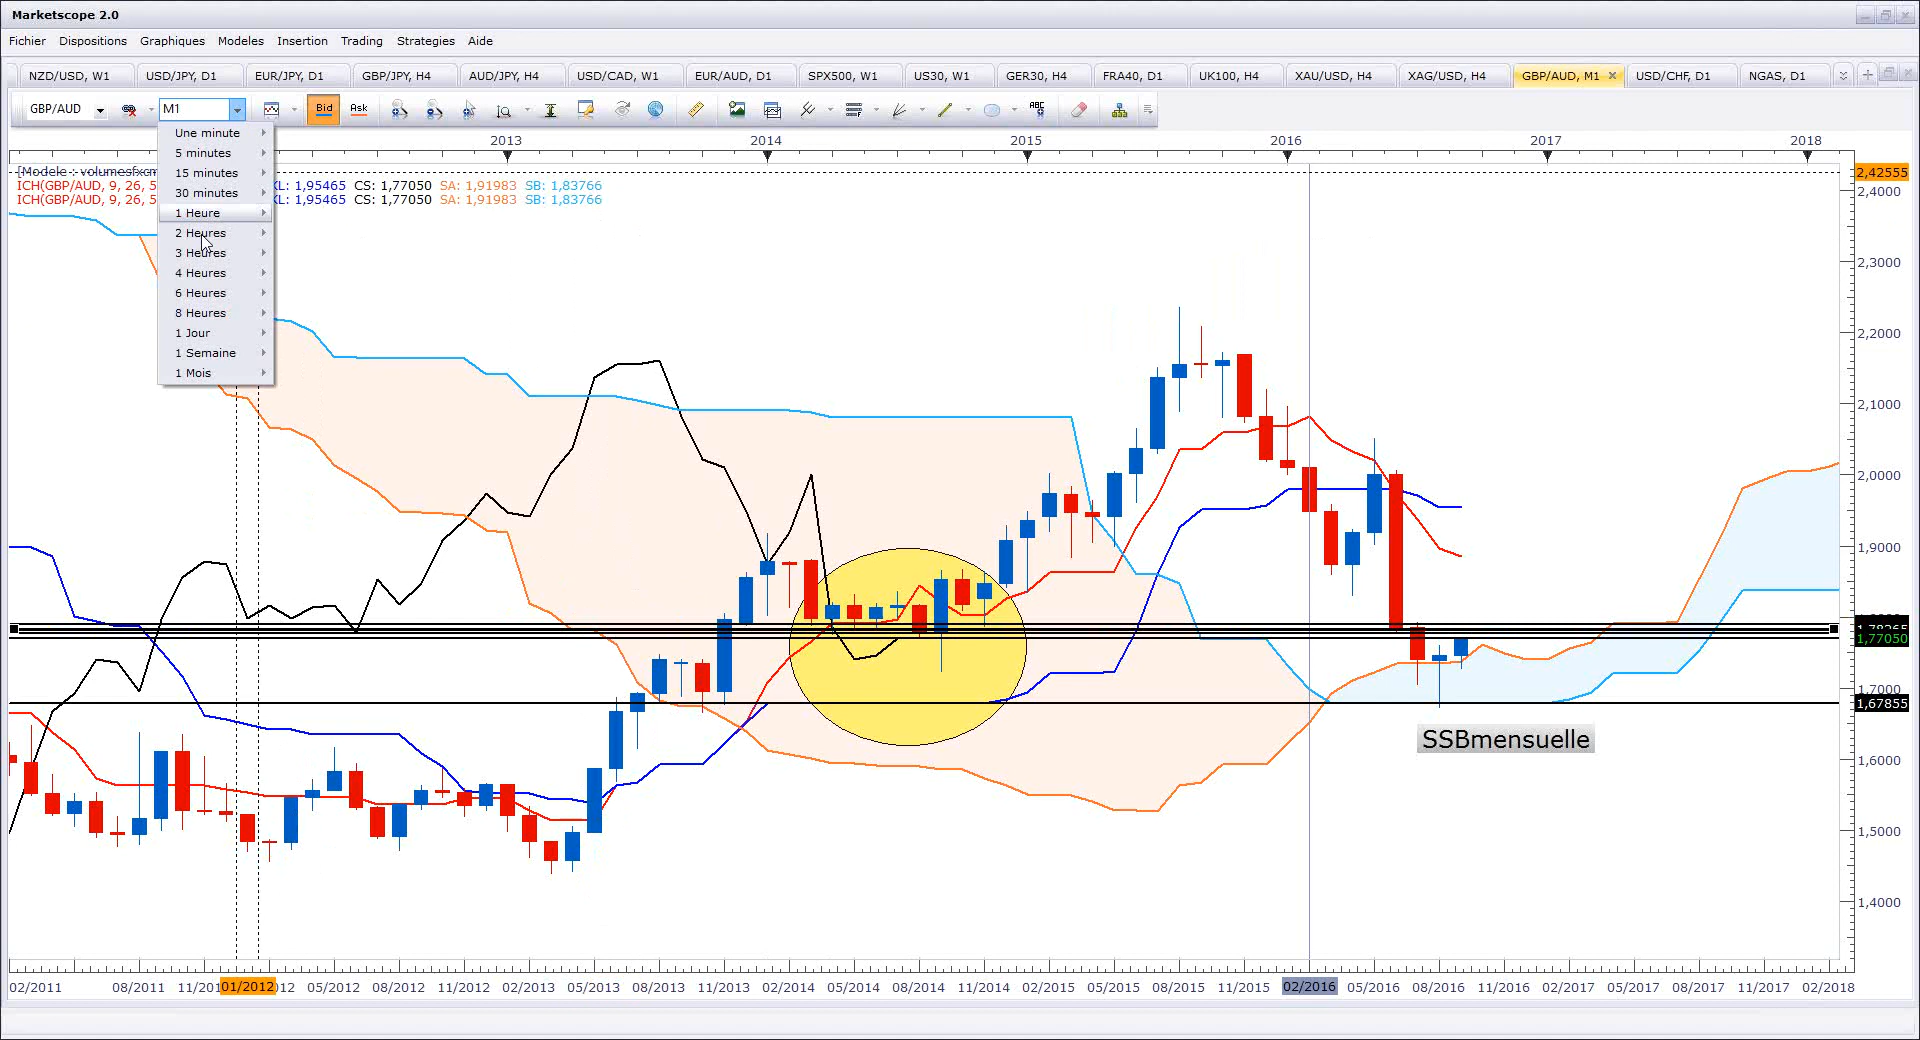 Marketscope 2.0
Fichier Dispositions Graphiques Modeles Insertion Trading Strategies Aide
NZD/USD, W1 USD/JPY, D1 EUR/JPY, D1 GBP/JPY, H4 AUD/JPY, H4 USD/CAD, W1 EUR/AUD, D1 SPX500, W1 US30, W1 GER30, H4 FRA40, D1 UK100, H4 XAU/USD, H4 XAG/USD, H4 GBP/AUD, M1 USD/CHF, D1 NGAS, D1
GBP/AUD M1 Bid Ask ABC
Une minute
5 minutes
15 minutes
30 minutes
1 Heure
2 Heures
3 Heures
4 Heures
6 Heures
8 Heures
1 Jour
1 Semaine
1 Mois
2013 2014 2015 2016 2017 2018
[Modele : volumesfxcm
ICH(GBP/AUD, 9, 26, 5 KL: 1,95465 CS: 1,77050 SA: 1,91983 SB: 1,83766
ICH(GBP/AUD, 9, 26, 5 KL: 1,95465 CS: 1,77050 SA: 1,91983 SB: 1,83766
2,42555
2,4000
2,3000
2,2000
2,1000
2,0000
1,9000
1,77050
1,7000
1,67855
1,6000
1,5000
1,4000
SSBmensuelle
02/2011 08/2011 11/201 01/2012 12 05/2012 08/2012 11/2012 02/2013 05/2013 08/2013 11/2013 02/2014 05/2014 08/2014 11/2014 02/2015 05/2015 08/2015 11/2015 02/2016 05/2016 08/2016 11/2016 02/2017 05/2017 08/2017 11/2017 02/2018